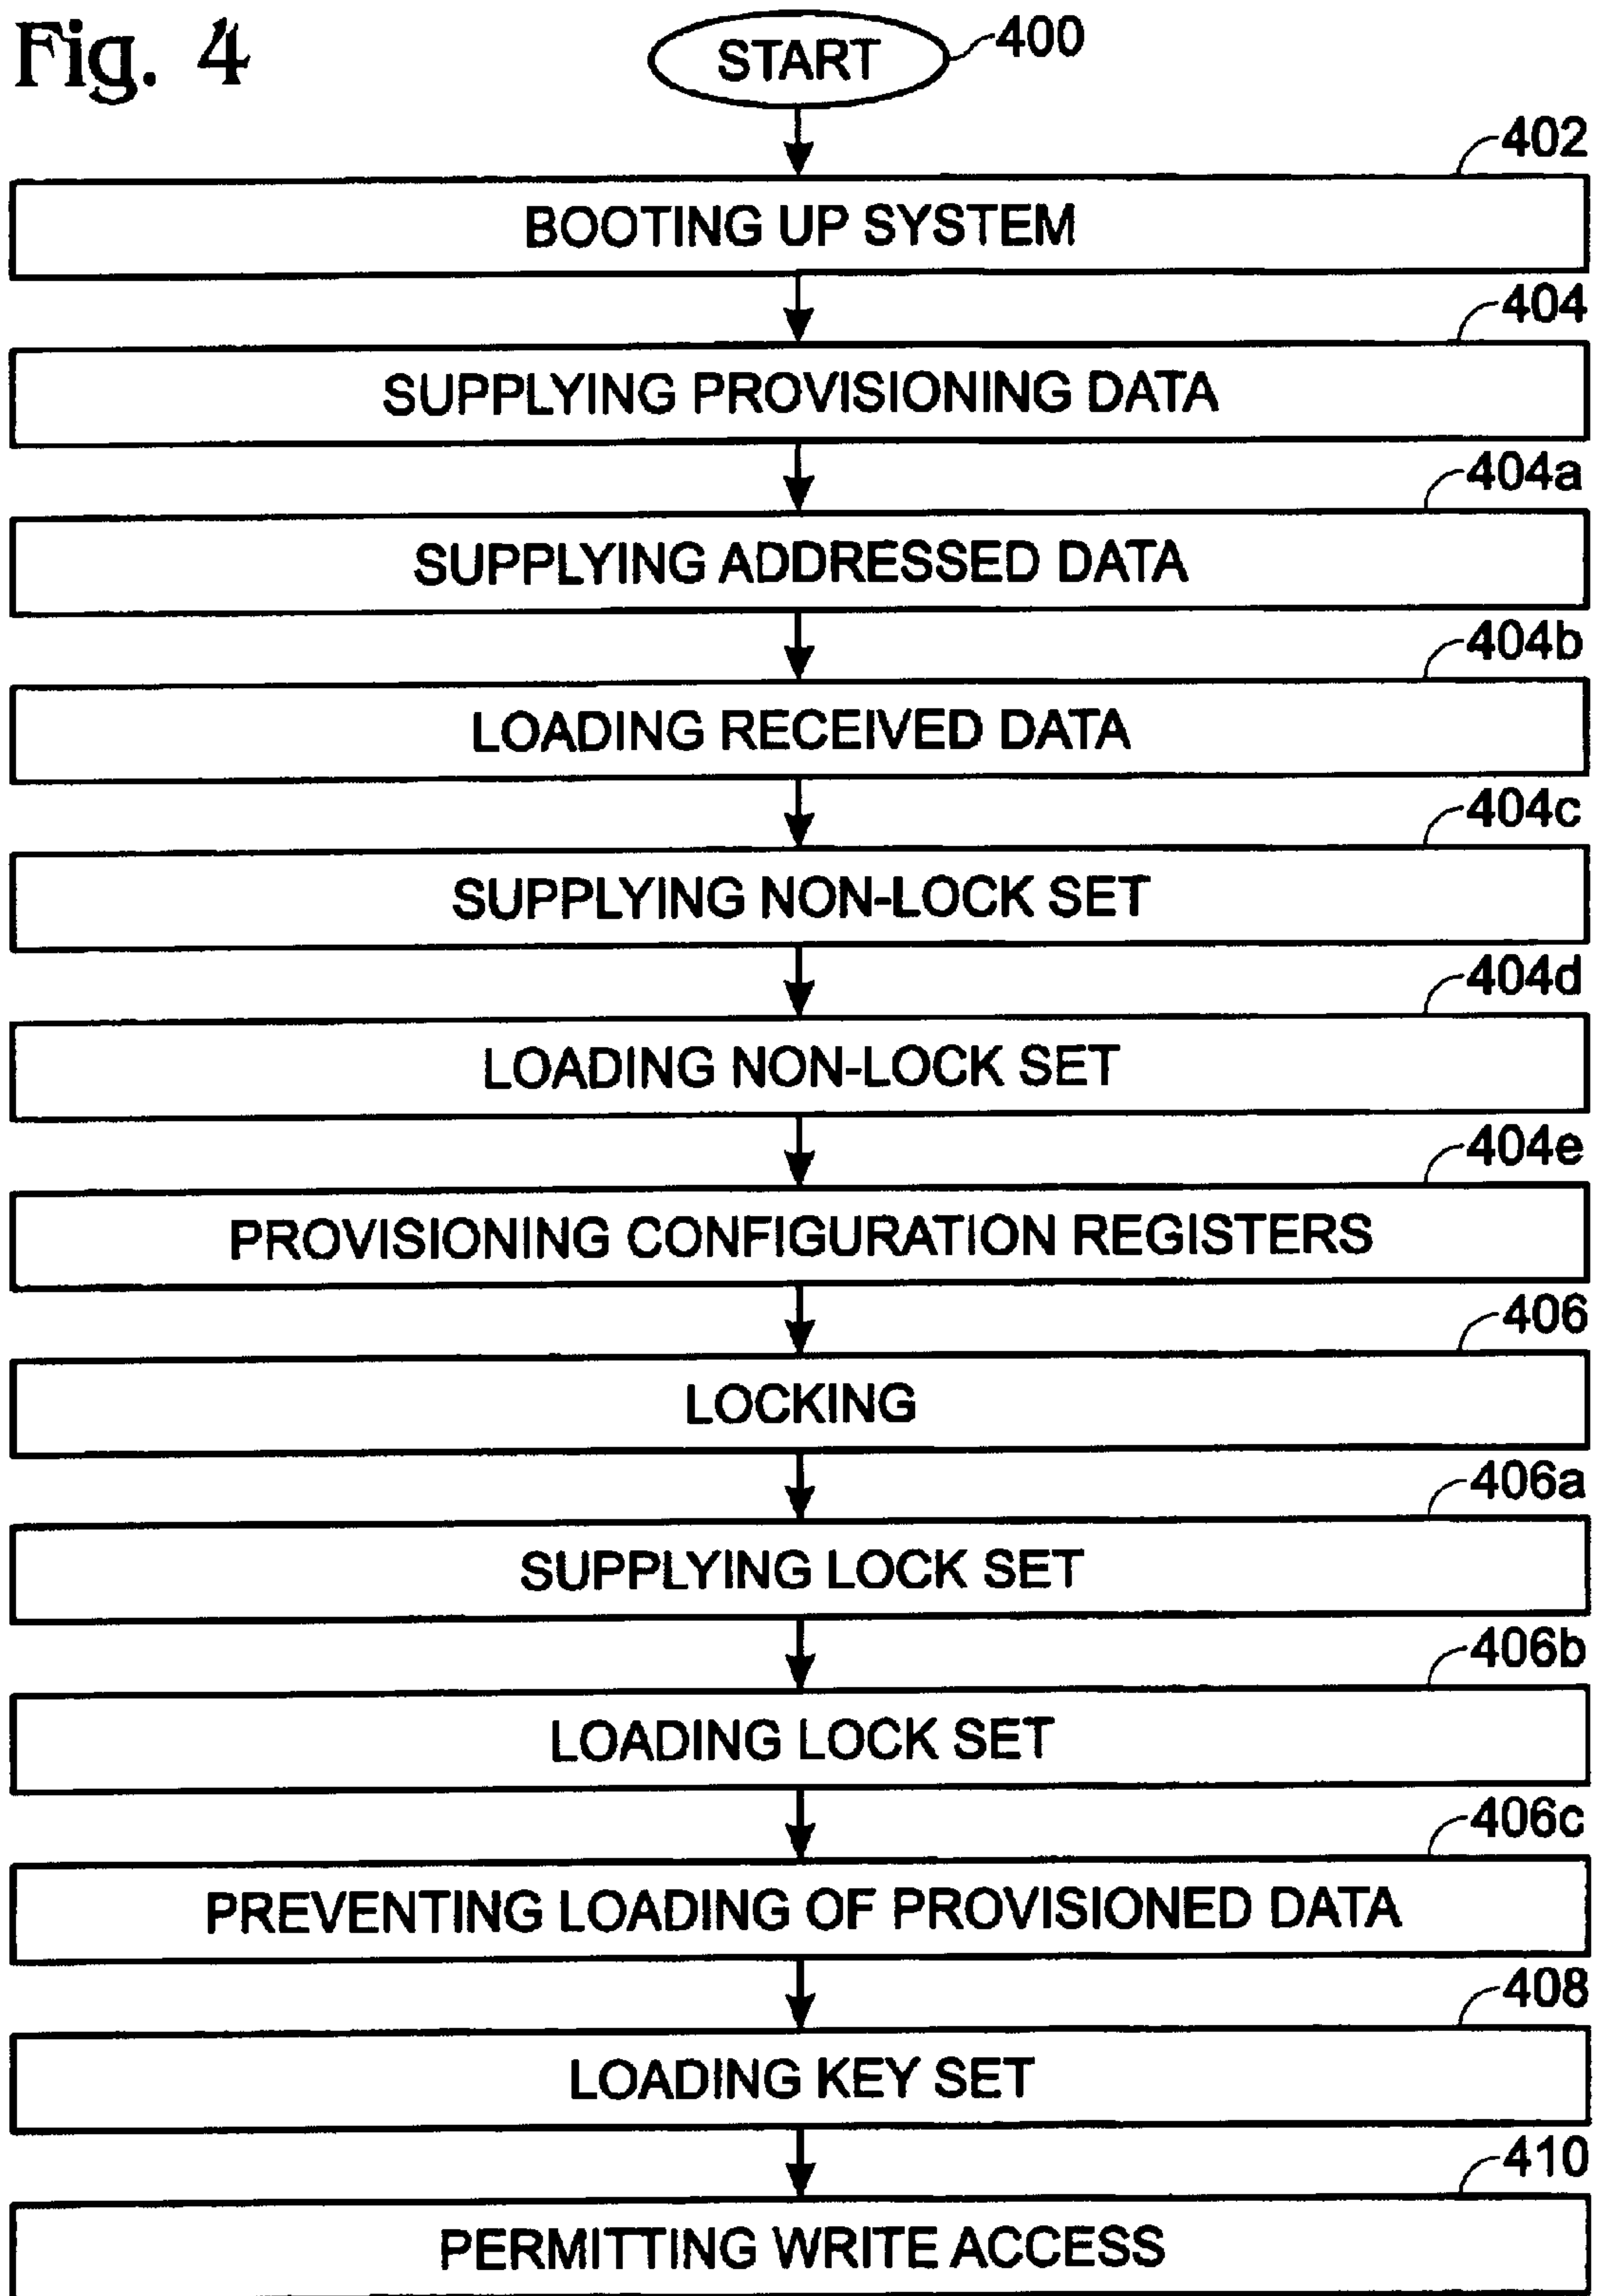 Fig. 4
START
400
402
BOOTING UP SYSTEM
404
SUPPLYING PROVISIONING DATA
404a
SUPPLYING ADDRESSED DATA
404b
LOADING RECEIVED DATA
404c
SUPPLYING NON-LOCK SET
404d
LOADING NON-LOCK SET
404e
PROVISIONING CONFIGURATION REGISTERS
406
LOCKING
406a
SUPPLYING LOCK SET
406b
LOADING LOCK SET
406c
PREVENTING LOADING OF PROVISIONED DATA
408
LOADING KEY SET
410
PERMITTING WRITE ACCESS